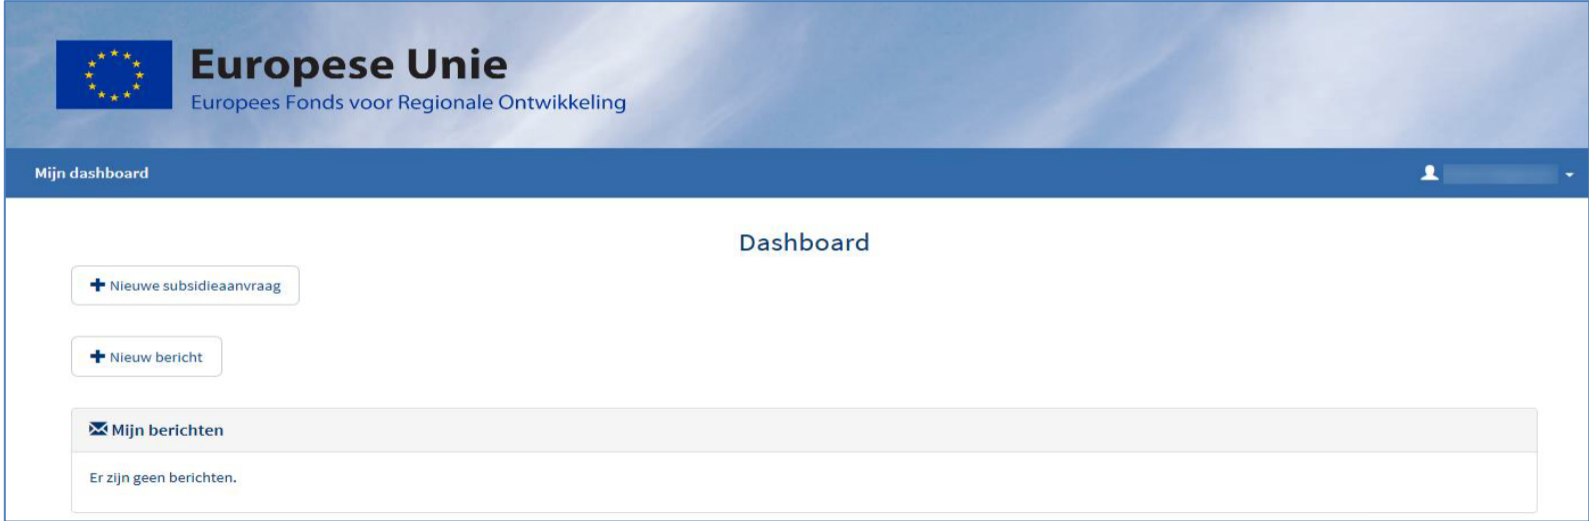 Europese Unie
Europees Fonds voor Regionale Ontwikkeling
Mijn dashboard
Dashboard
Nieuwe subsidieaanvraag
Nieuw bericht
Mijn berichten
Er zijn geen berichten.